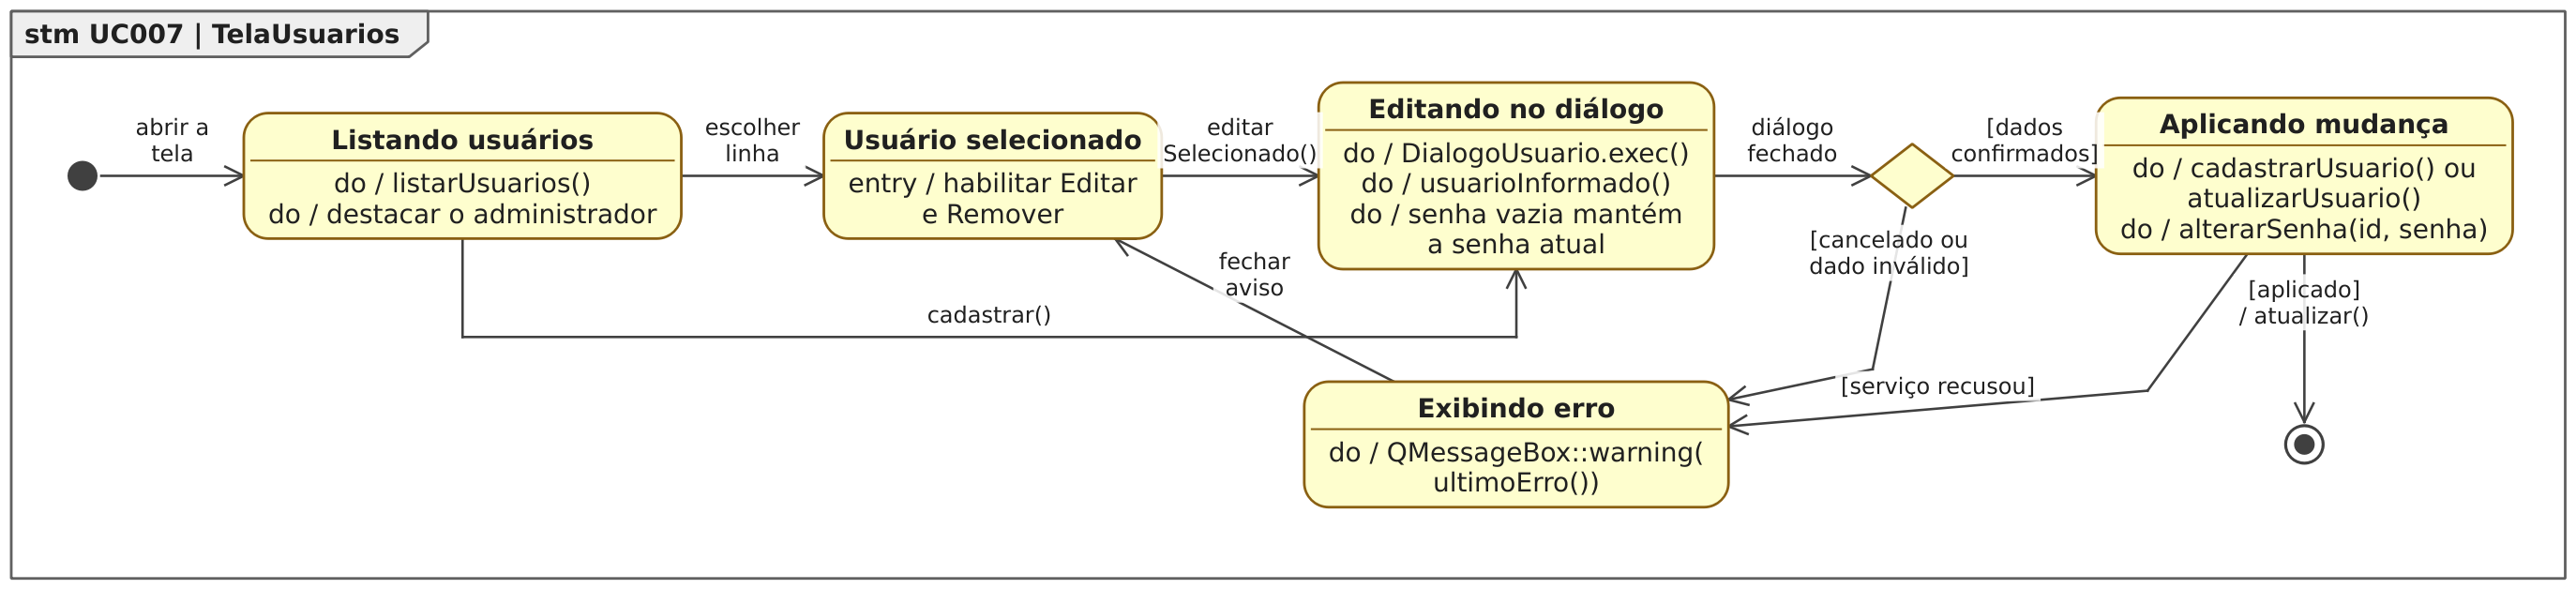 stm UC007 | TelaUsuarios
abrir a
tela
Listando usuários
do / listarUsuarios()
do / destacar o administrador
escolher
linha
Usuário selecionado
entry / habilitar Editar
e Remover
editar
Selecionado()
Editando no diálogo
do / DialogoUsuario.exec()
do / usuarioInformado()
do / senha vazia mantém
a senha atual
diálogo
fechado
[dados
confirmados]
Aplicando mudança
do / cadastrarUsuario() ou
atualizarUsuario()
do / alterarSenha(id, senha)
[cancelado ou
dado inválido]
fechar
aviso
cadastrar()
[aplicado]
/ atualizar()
[serviço recusou]
Exibindo erro
do / QMessageBox::warning(
ultimoErro())